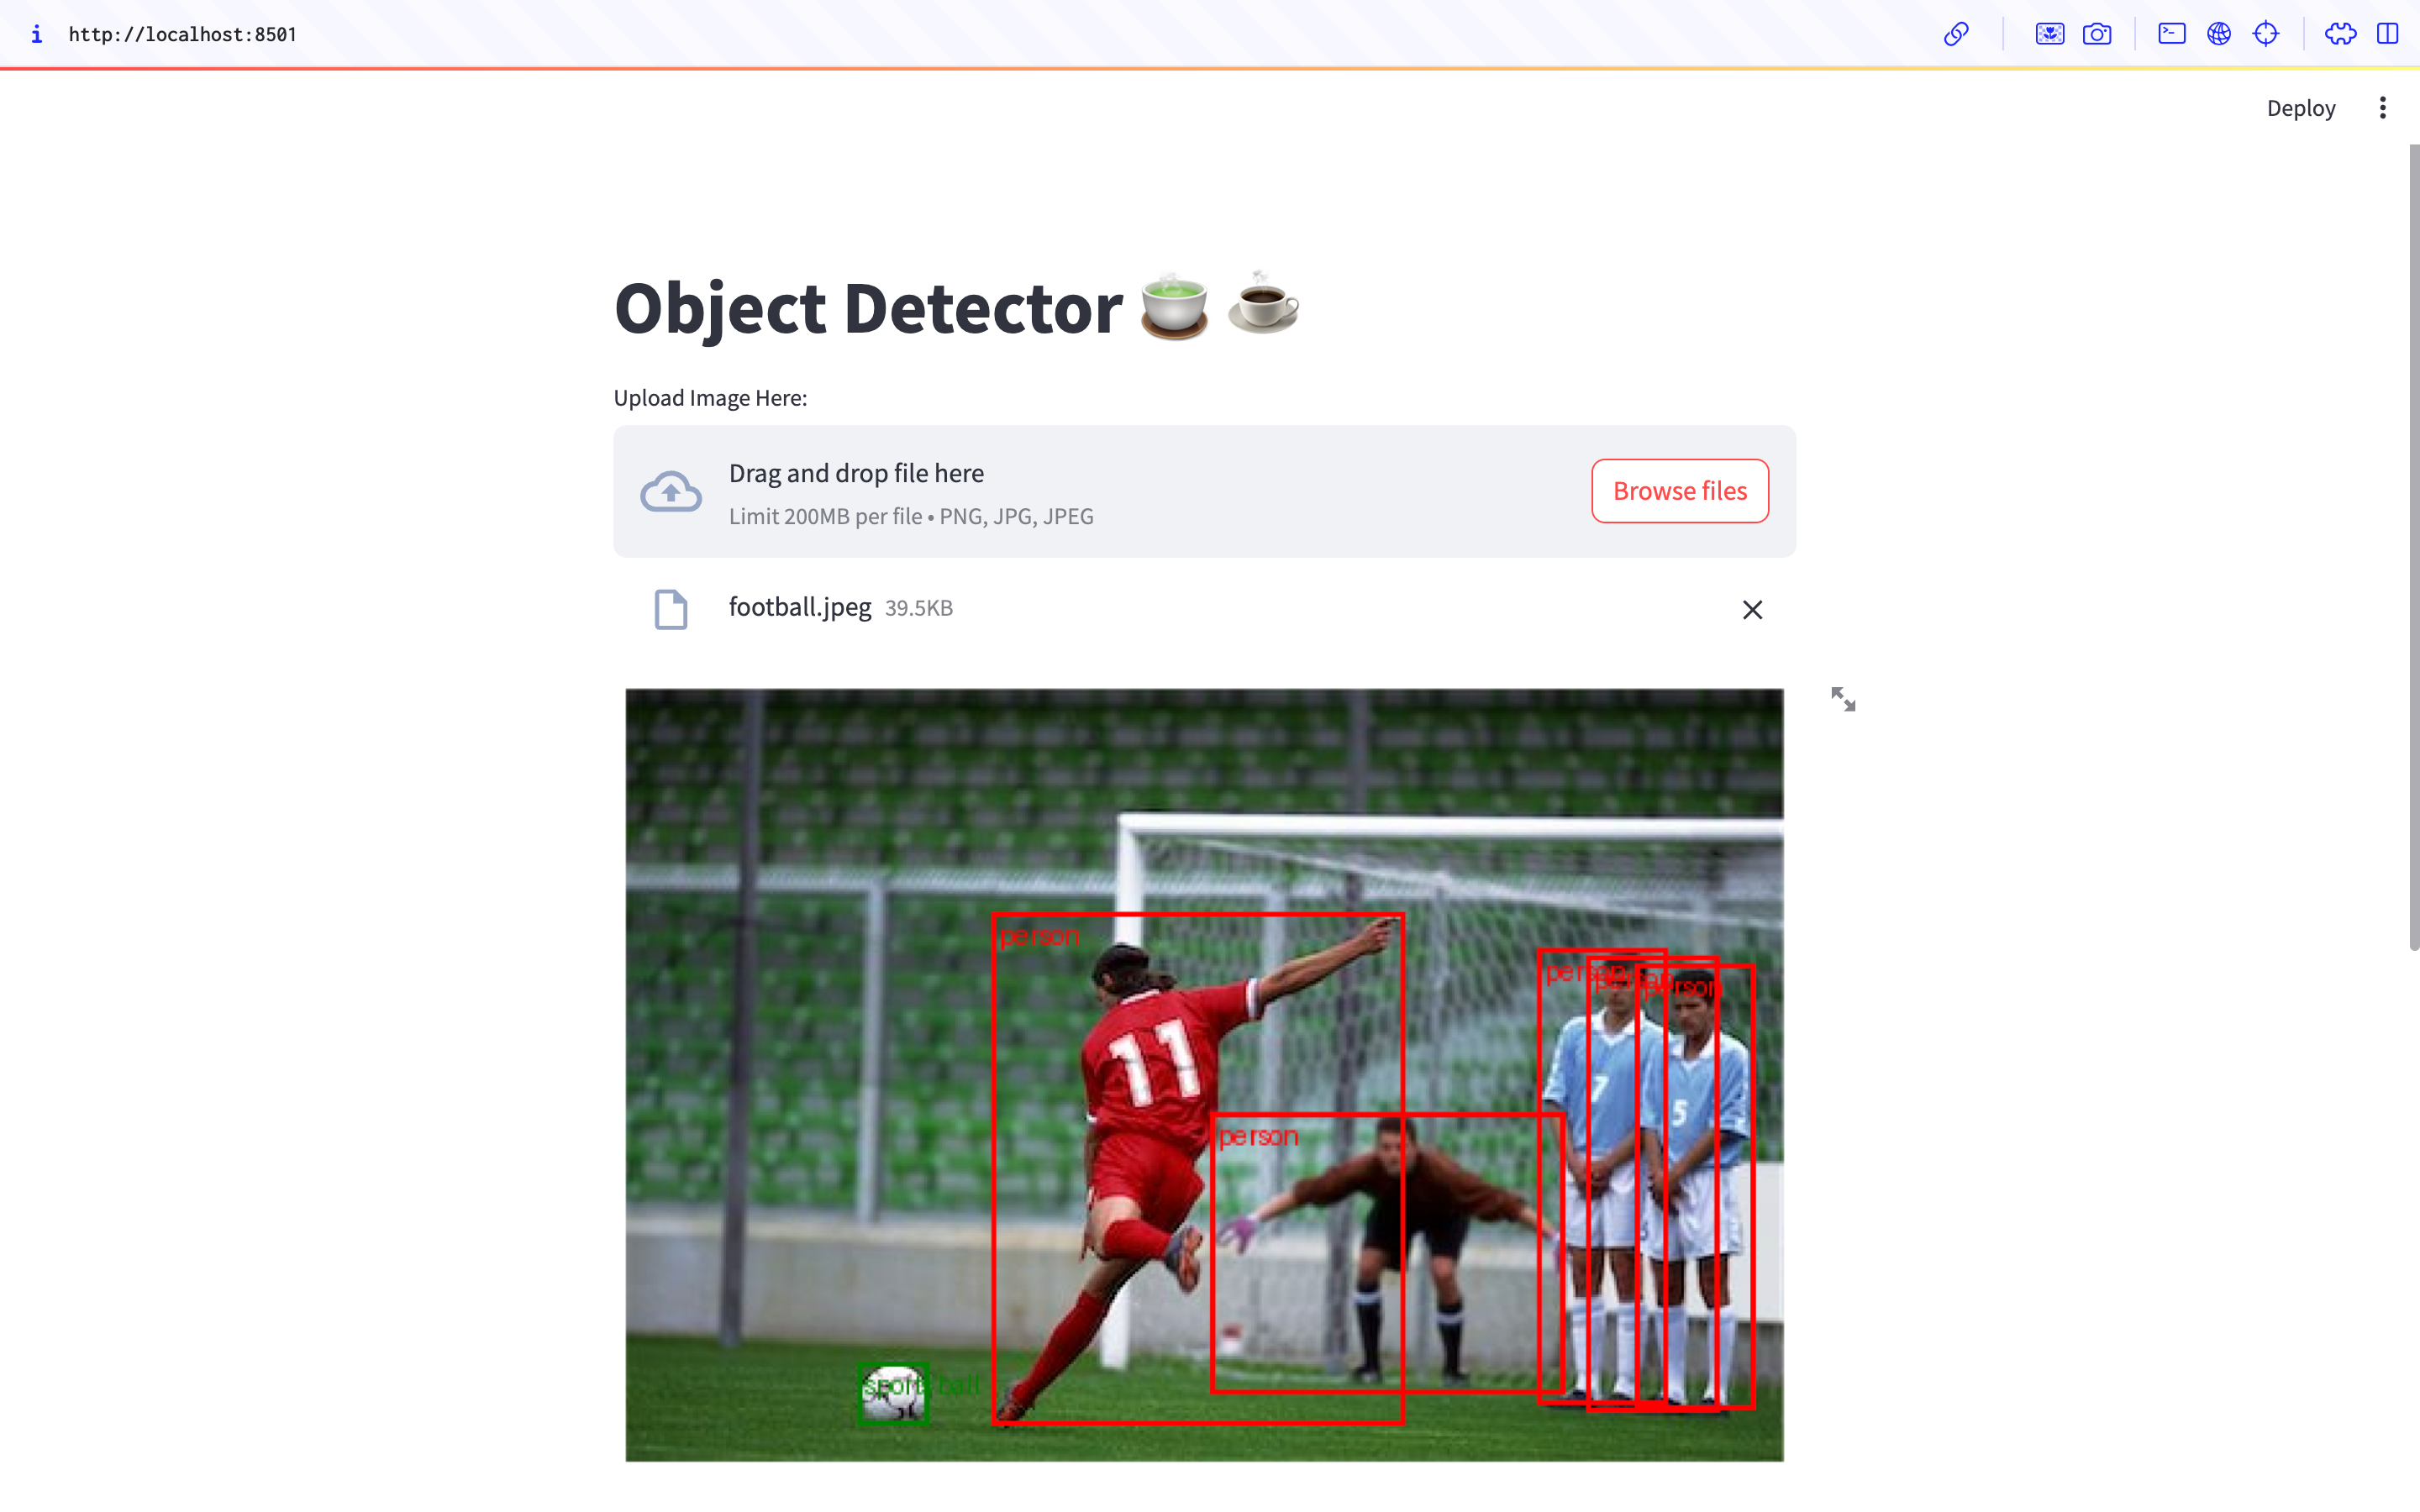 http://localhost:8501
Deploy
Object Detector
Upload Image Here:
Drag and drop file here
Limit 200MB per file • PNG, JPG, JPEG
Browse files
football.jpeg 39.5KB
person
person
person
person
11
7
5
person
sports ball